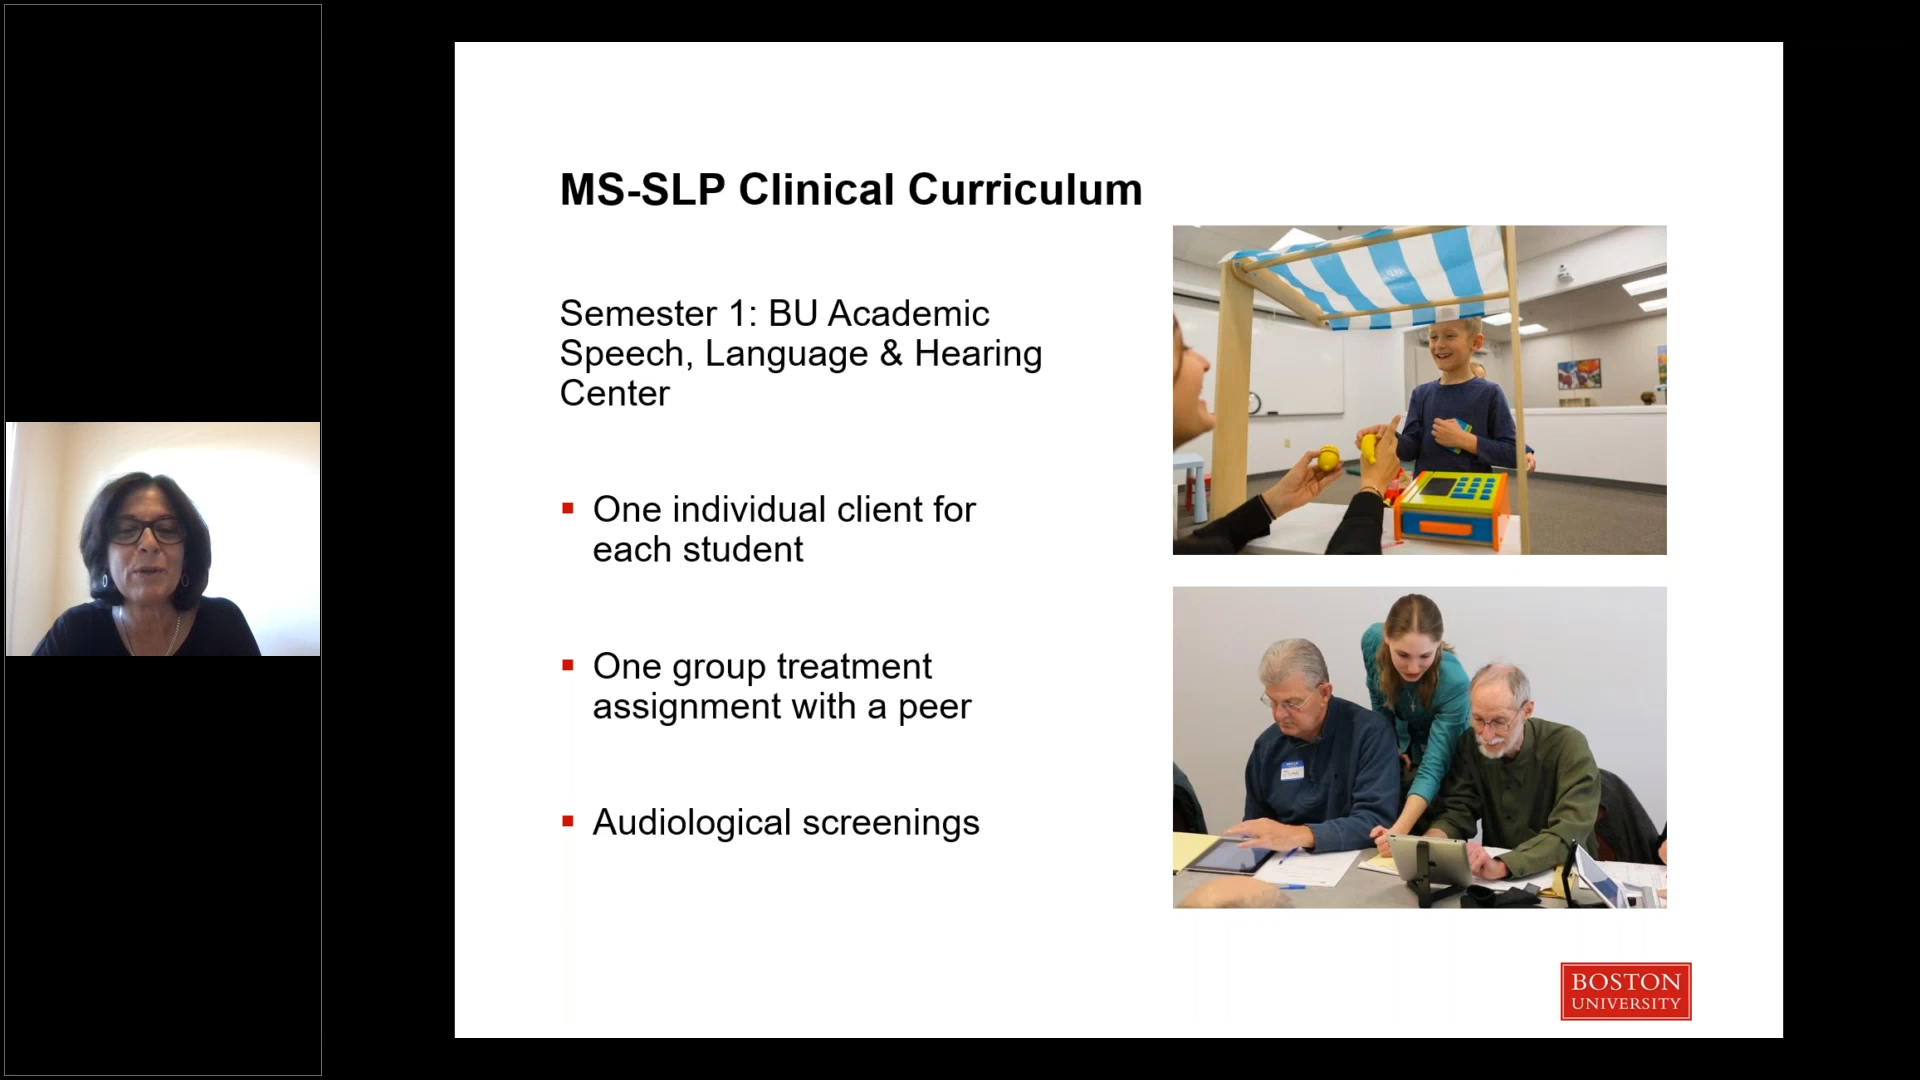 MS-SLP Clinical Curriculum
Semester 1: BU Academic
Speech, Language & Hearing
Center
▪ One individual client for
each student
▪ One group treatment
assignment with a peer
▪ Audiological screenings
BOSTON
UNIVERSITY